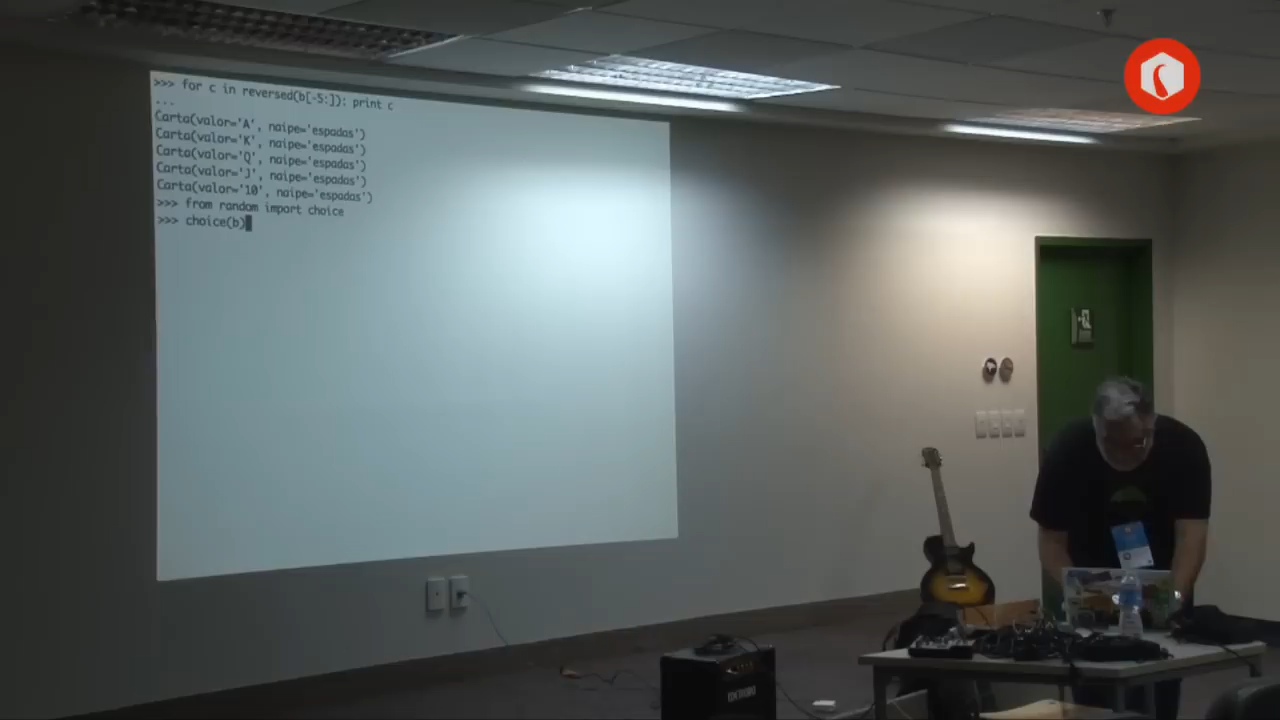 >>> for c in reversed(b[-5:]): print c
...
Carta(valor='A', naipe='espadas')
Carta(valor='K', naipe='espadas')
Carta(valor='Q', naipe='espadas')
Carta(valor='J', naipe='espadas')
Carta(valor='10', naipe='espadas')
>>> from random import choice
>>> choice(b)